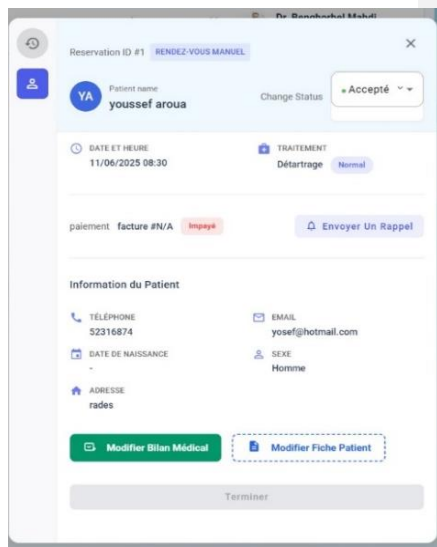 Dr. Benghorbel Mahdi
Reservation ID #1 RENDEZ-VOUS MANUEL
YA
Patient name
youssef aroua
Change Status
Accepté
DATE ET HEURE
11/06/2025 08:30
TRAITEMENT
Détartrage Normal
paiement facture #N/A Impayé
Envoyer Un Rappel
Information du Patient
TÉLÉPHONE
52316874
EMAIL
yosef@hotmail.com
DATE DE NAISSANCE
-
SEXE
Homme
ADRESSE
rades
Modifier Bilan Médical
Modifier Fiche Patient
Terminer